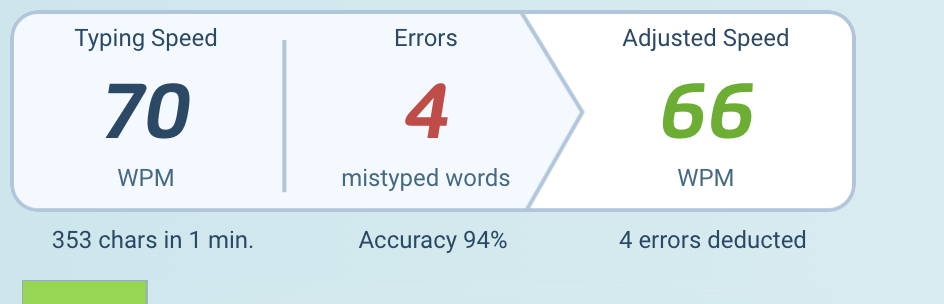 Typing Speed
Errors
Adjusted Speed
70
4
66
WPM
mistyped words
WPM
353 chars in 1 min.
Accuracy 94%
4 errors deducted